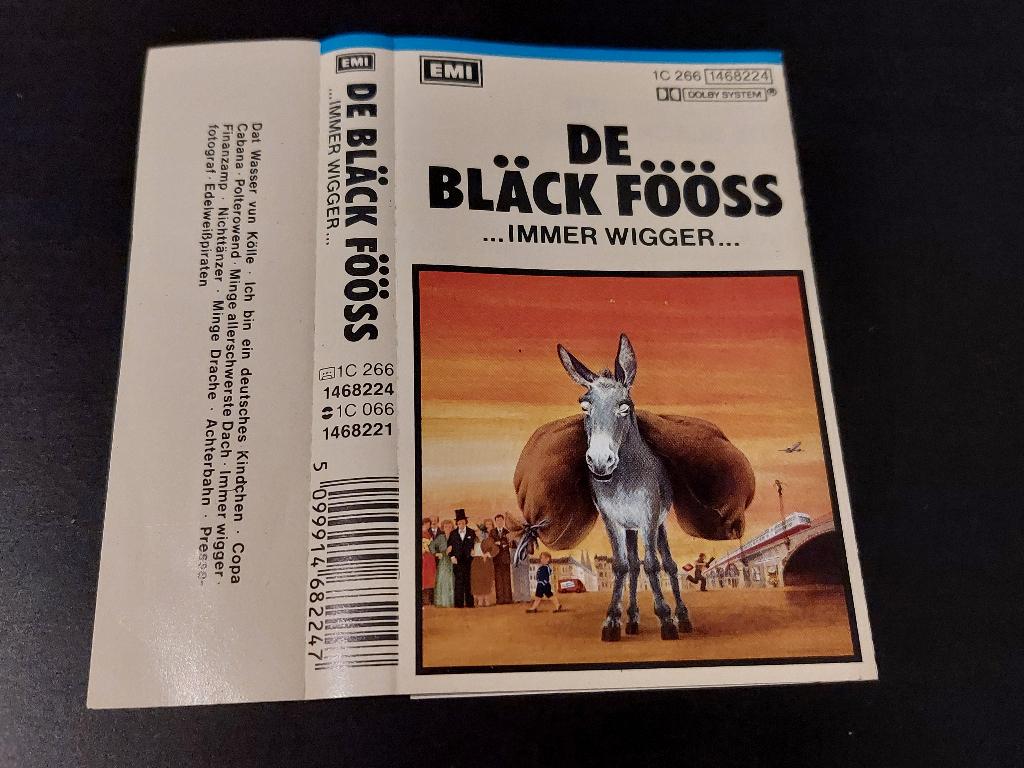 Dat Wasser vun Kölle · Ich bin ein deutsches Kindchen · Copa
Cabana · Polterowend · Minge allerschwerste Dach · Immer wigger ·
Finanzamp · Nichttänzer · Minge Drache · Achterbahn · Presse-
fotograf · Edelweißpiraten
EMI
DE BLÄCK FÖÖSS
...IMMER WIGGER...
1C 266
1468224
1C 066
1468221
5 099914 682247
EMI
1C 266 1468224
DOLBY SYSTEM®
DE
BLÄCK FÖÖSS
...IMMER WIGGER...